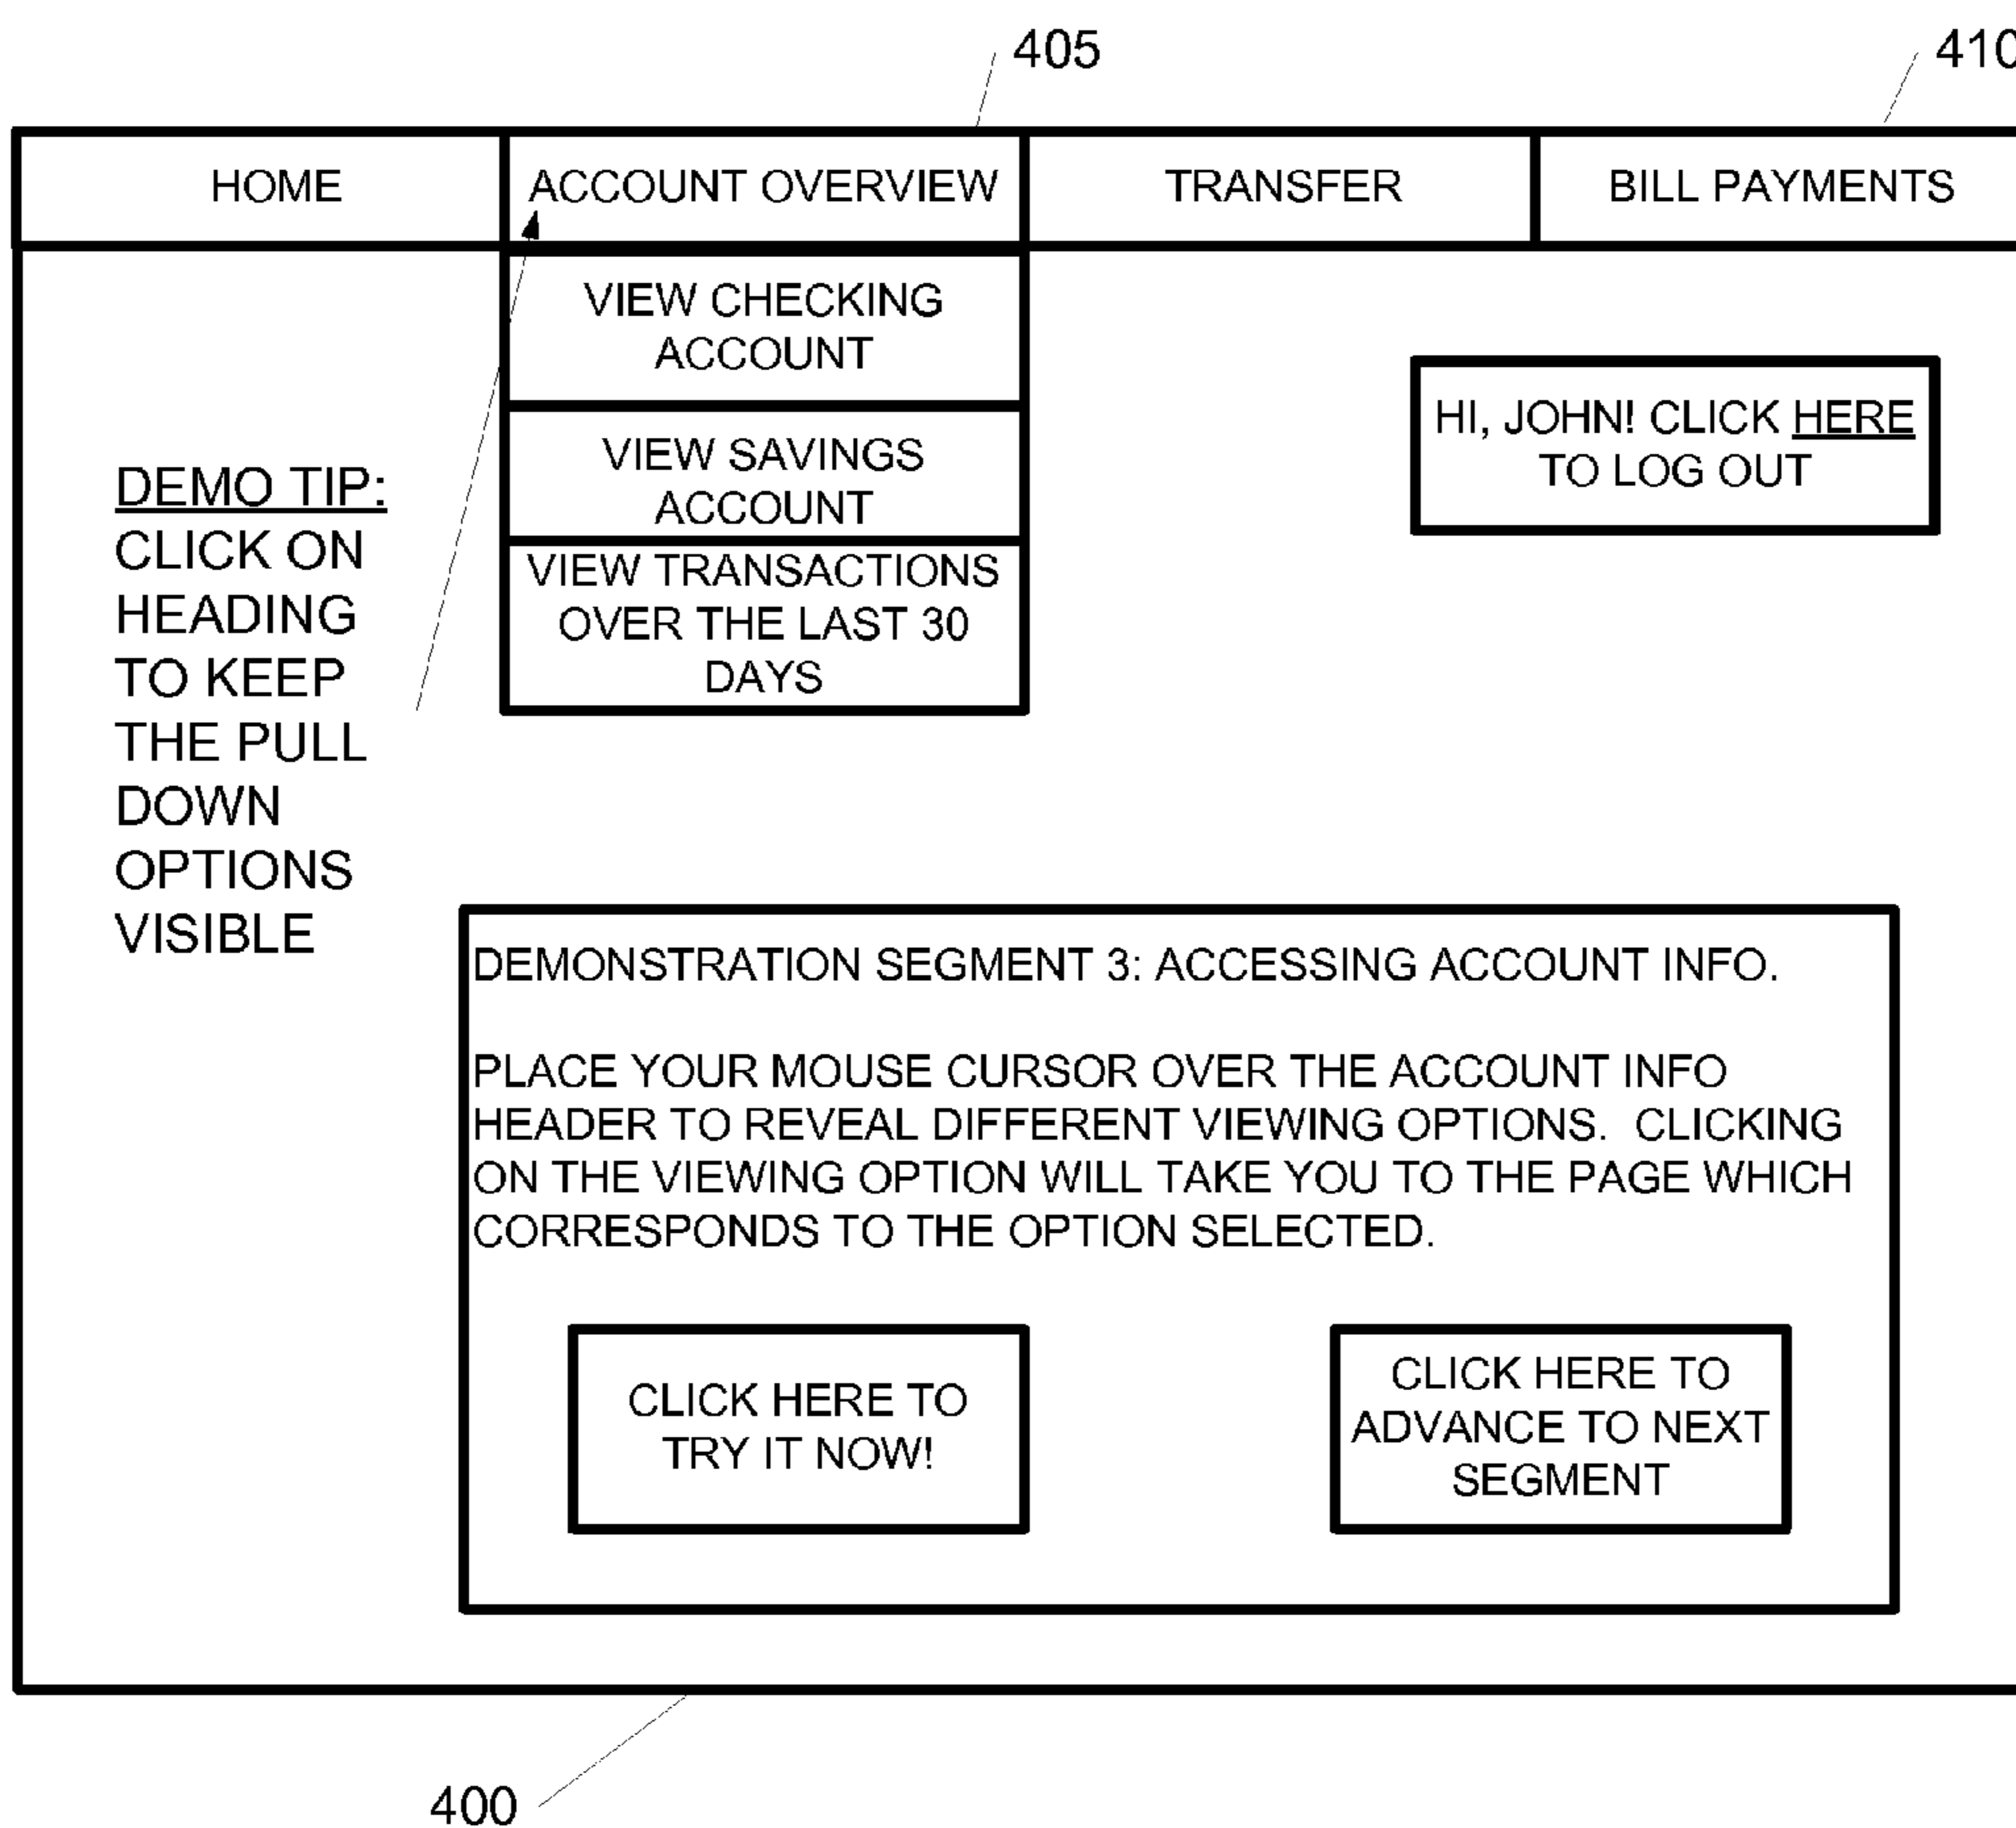 405
410
HOME
ACCOUNT OVERVIEW
TRANSFER
BILL PAYMENTS
VIEW CHECKING
ACCOUNT
VIEW SAVINGS
ACCOUNT
VIEW TRANSACTIONS
OVER THE LAST 30
DAYS
HI, JOHN! CLICK HERE
TO LOG OUT
DEMO TIP:
CLICK ON
HEADING
TO KEEP
THE PULL
DOWN
OPTIONS
VISIBLE
DEMONSTRATION SEGMENT 3: ACCESSING ACCOUNT INFO.
PLACE YOUR MOUSE CURSOR OVER THE ACCOUNT INFO
HEADER TO REVEAL DIFFERENT VIEWING OPTIONS. CLICKING
ON THE VIEWING OPTION WILL TAKE YOU TO THE PAGE WHICH
CORRESPONDS TO THE OPTION SELECTED.
CLICK HERE TO
TRY IT NOW!
CLICK HERE TO
ADVANCE TO NEXT
SEGMENT
400